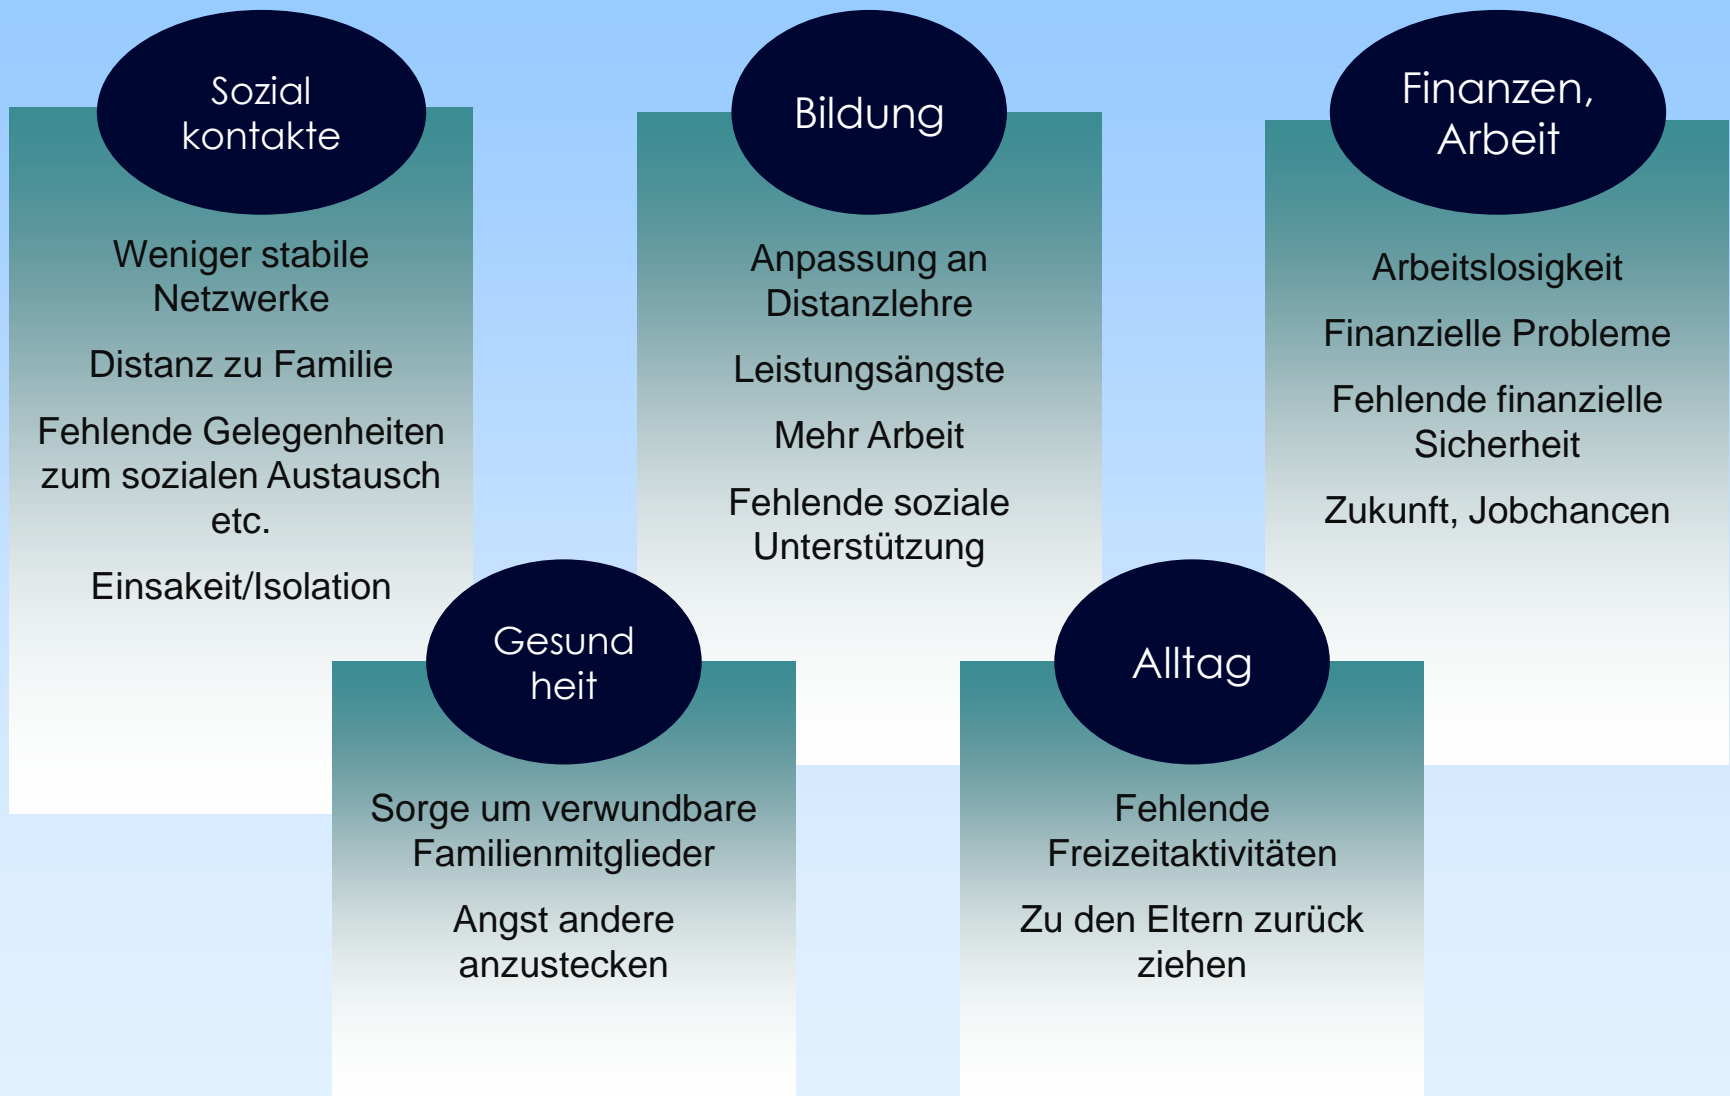 Sozial
kontakte
Weniger stabile
Netzwerke
Distanz zu Familie
Fehlende Gelegenheiten
zum sozialen Austausch
etc.
Einsakeit/Isolation
Bildung
Anpassung an
Distanzlehre
Leistungsängste
Mehr Arbeit
Fehlende soziale
Unterstützung
Finanzen,
Arbeit
Arbeitslosigkeit
Finanzielle Probleme
Fehlende finanzielle
Sicherheit
Zukunft, Jobchancen
Gesund
heit
Sorge um verwundbare
Familienmitglieder
Angst andere
anzustecken
Alltag
Fehlende
Freizeitaktivitäten
Zu den Eltern zurück
ziehen